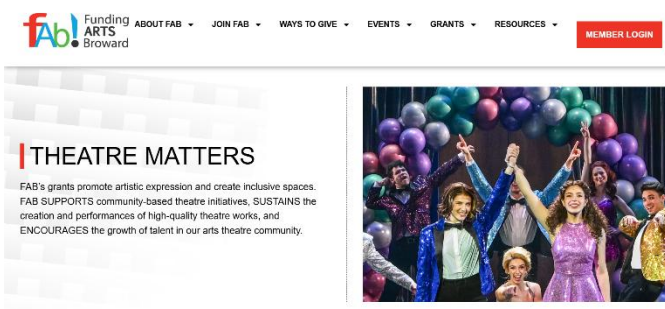 fAb! Funding
ARTS
Broward
ABOUT FAB JOIN FAB WAYS TO GIVE EVENTS GRANTS RESOURCES MEMBER LOGIN
THEATRE MATTERS
FAB's grants promote artistic expression and create inclusive spaces.
FAB SUPPORTS community-based theatre initiatives, SUSTAINS the
creation and performances of high-quality theatre works, and
ENCOURAGES the growth of talent in our arts theatre community.